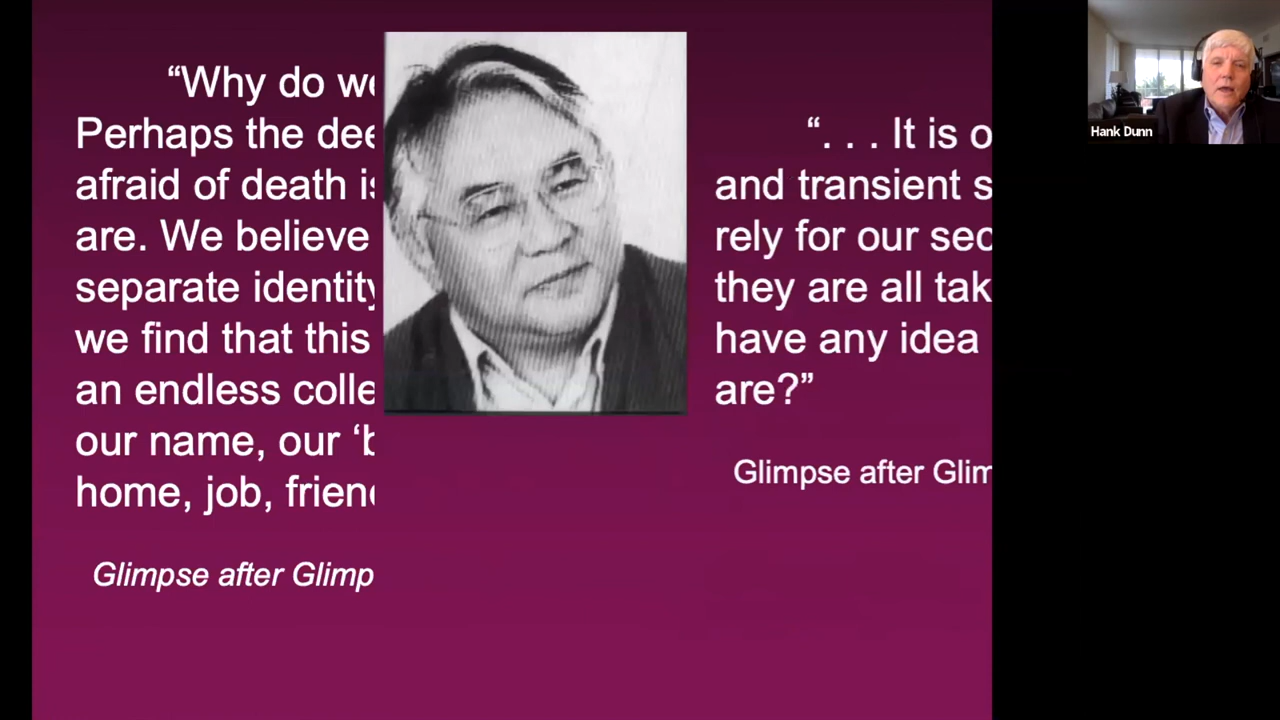 “Why do we
Perhaps the dee
afraid of death is
are. We believe
separate identity
we find that this
an endless colle
our name, our ‘b
home, job, frien
Glimpse after Glimp
“. . . It is o
and transient s
rely for our sec
they are all tak
have any idea
are?”
Glimpse after Glim
Hank Dunn